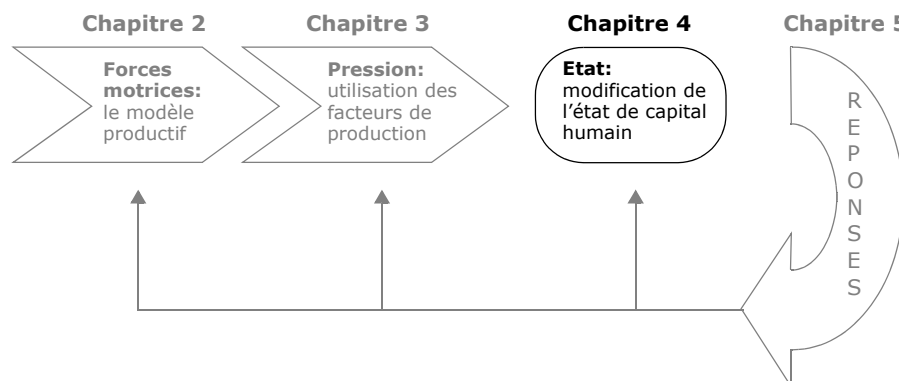 Chapitre 2
Chapitre 3
Chapitre 4
Chapitre 5
Forces
motrices:
le modèle
productif
Pression:
utilisation des
facteurs de
production
Etat:
modification de
l'état de capital
humain
REPONSES